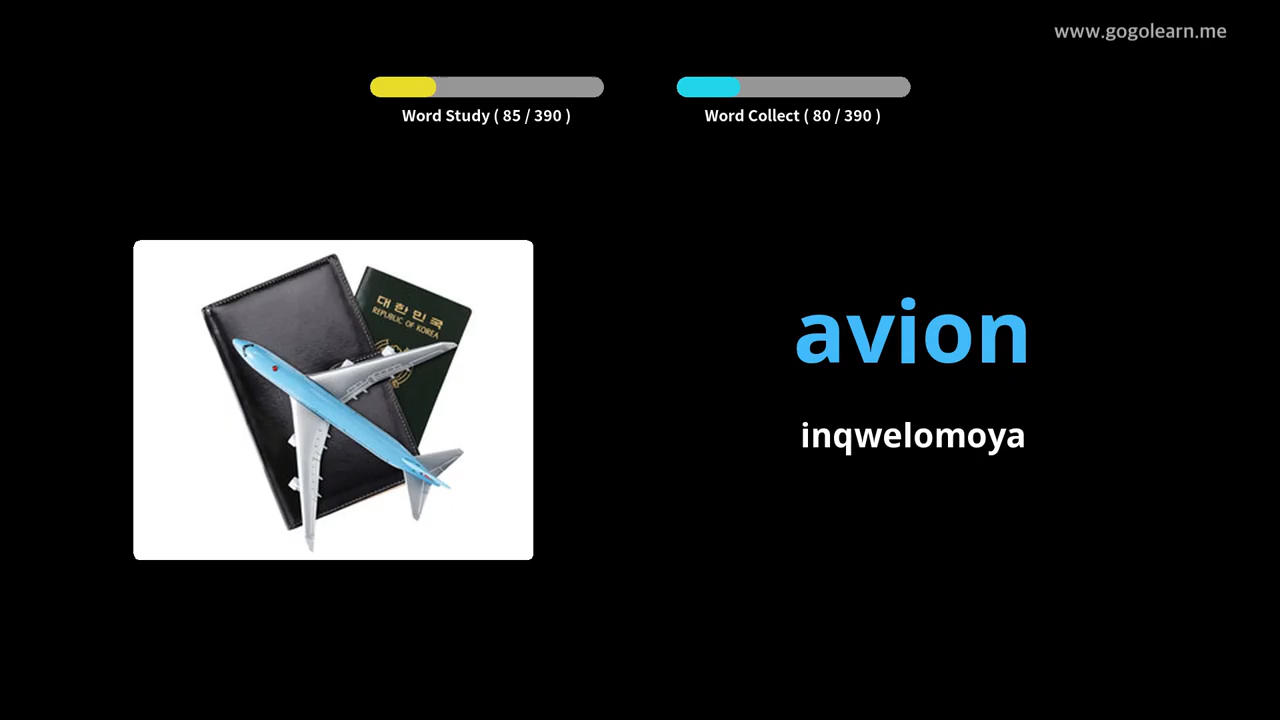 www.gogolearn.me
Word Study ( 85 / 390 )
Word Collect ( 80 / 390 )
대한민국
REPUBLIC OF KOREA
avion
inqwelomoya